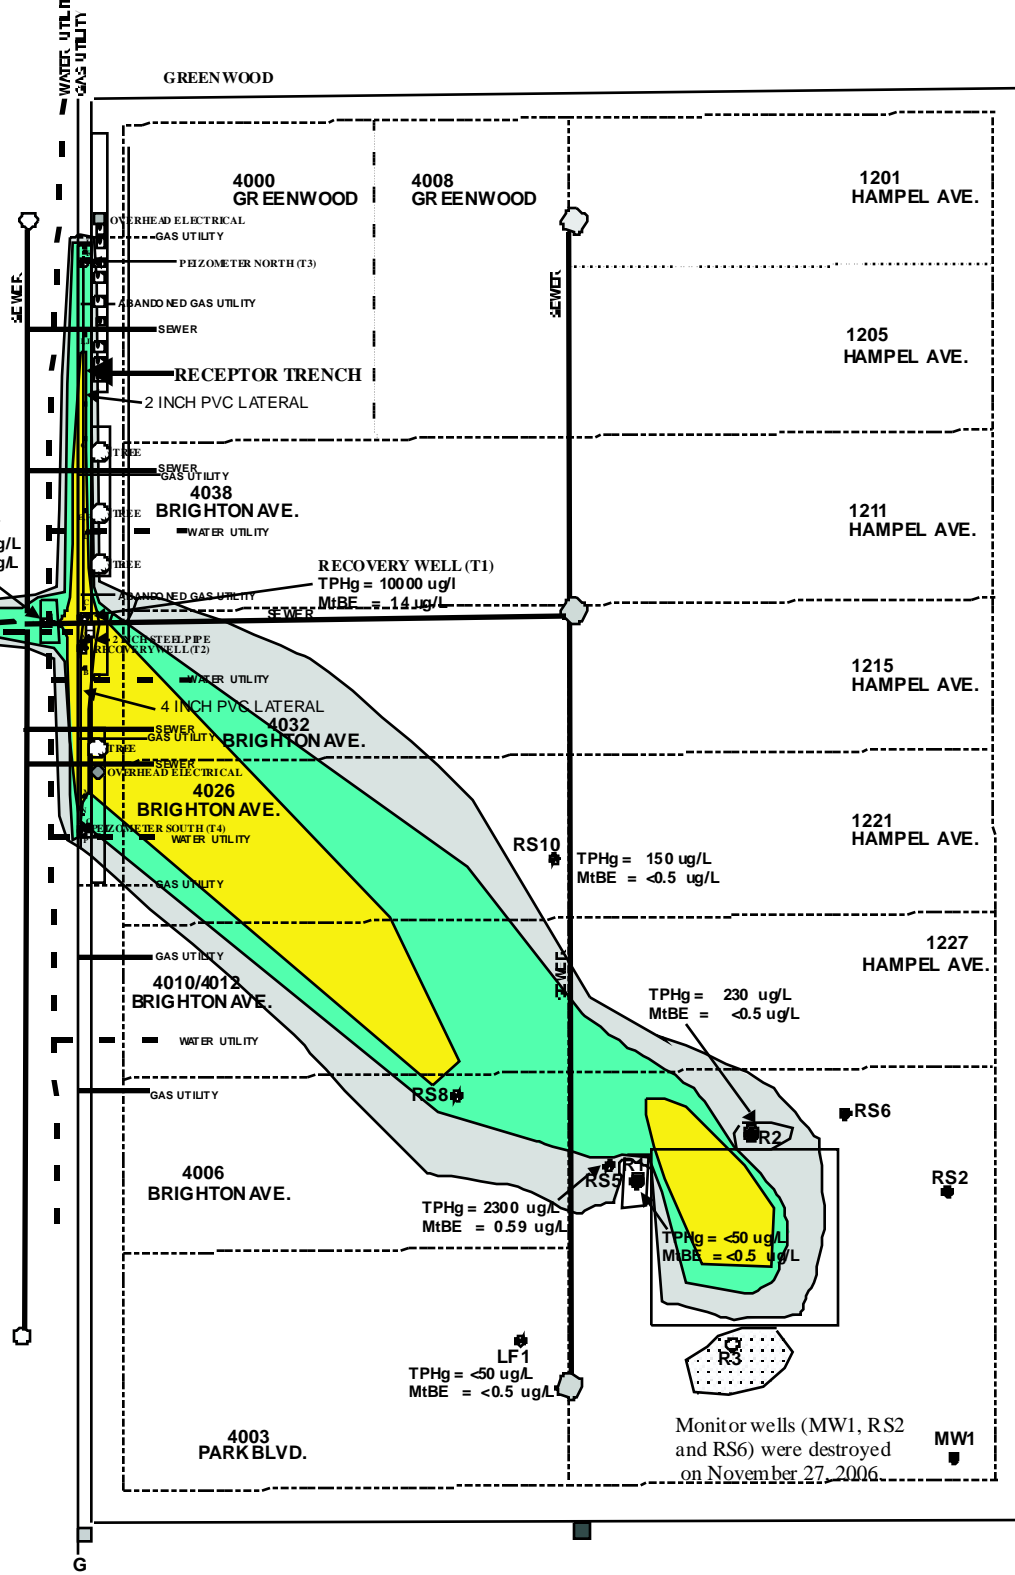 WATER UTILITY
GAS UTILITY
GREENWOOD
4000
GREENWOOD
4008
GREENWOOD
1201
HAMPEL AVE.
OVERHEAD ELECTRICAL
GAS UTILITY
PEIZOMETER NORTH (T3)
SEWER
SEWER
ABANDONED GAS UTILITY
SEWER
1205
HAMPEL AVE.
RECEPTOR TRENCH
2 INCH PVC LATERAL
TREE
SEWER
GAS UTILITY
4038
BRIGHTON AVE.
TREE
WATER UTILITY
1211
HAMPEL AVE.
g/L
g/L
TREE
RECOVERY WELL (T1)
TPHg = 10000 ug/l
MtBE = 14 ug/L
ABANDONED GAS UTILITY
SEWER
2 INCH STEEL PIPE
RECOVERY WELL (T2)
WATER UTILITY
1215
HAMPEL AVE.
4 INCH PVC LATERAL
SEWER
GAS UTILITY
4032
BRIGHTON AVE.
TREE
SEWER
OVERHEAD ELECTRICAL
4026
BRIGHTON AVE.
PEIZOMETER SOUTH (T4)
WATER UTILITY
1221
HAMPEL AVE.
RS10
TPHg = 150 ug/L
MtBE = <0.5 ug/L
GAS UTILITY
GAS UTILITY
SEWER
1227
HAMPEL AVE.
4010/4012
BRIGHTON AVE.
TPHg = 230 ug/L
MtBE = <0.5 ug/L
WATER UTILITY
GAS UTILITY
RS8
RS6
R2
4006
BRIGHTON AVE.
R1
RS5
RS2
TPHg = 2300 ug/L
MtBE = 0.59 ug/L
TPHg = <50 ug/L
MtBE = <0.5 ug/L
LF1
TPHg = <50 ug/L
MtBE = <0.5 ug/L
R3
4003
PARK BLVD.
Monitor wells (MW1, RS2
and RS6) were destroyed
on November 27, 2006.
MW1
G